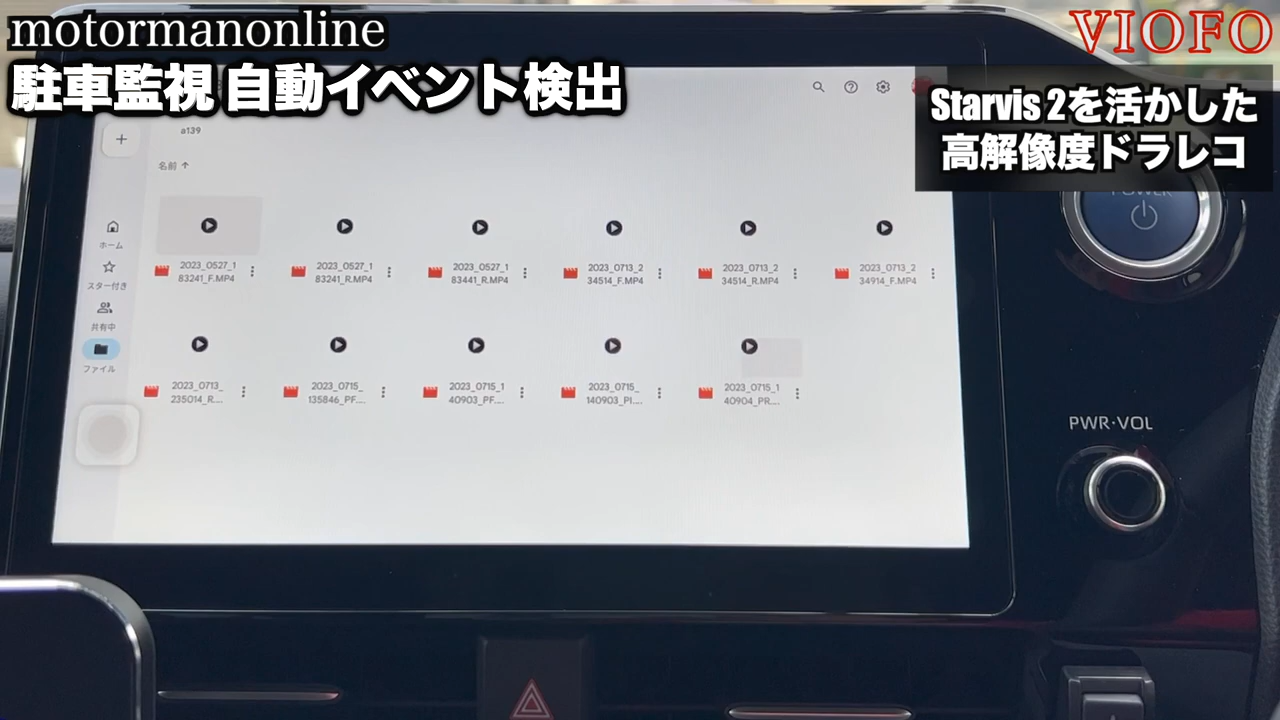 motormanonline
駐車監視 自動イベント検出
VIOFO
Starvis 2を活かした
高解像度ドラレコ
a139
名前 ↑
ホーム
スター付き
共有中
ファイル
2023_0527_1
83241_F.MP4
2023_0527_1
83241_R.MP4
2023_0527_1
83441_R.MP4
2023_0713_2
34514_F.MP4
2023_0713_2
34514_R.MP4
2023_0713_2
34914_F.MP4
2023_0713_
235014_R....
2023_0715_
135846_PF....
2023_0715_1
40903_PF....
2023_0715_
140903_PI....
2023_0715_1
40904_PR....
POWER
PWR·VOL